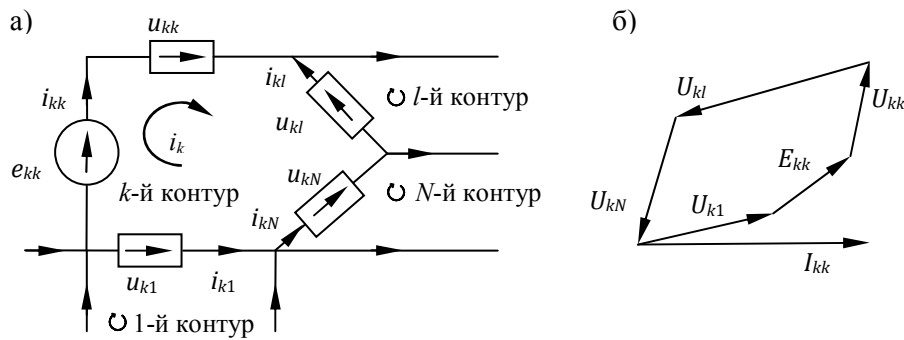 а)
u_kk
i_kk
i_k
e_kk
k-й контур
i_kl
u_kl
l-й контур
u_kN
N-й контур
i_kN
u_k1
i_k1
1-й контур
б)
U_kl
U_kk
E_kk
U_kN
U_k1
I_kk